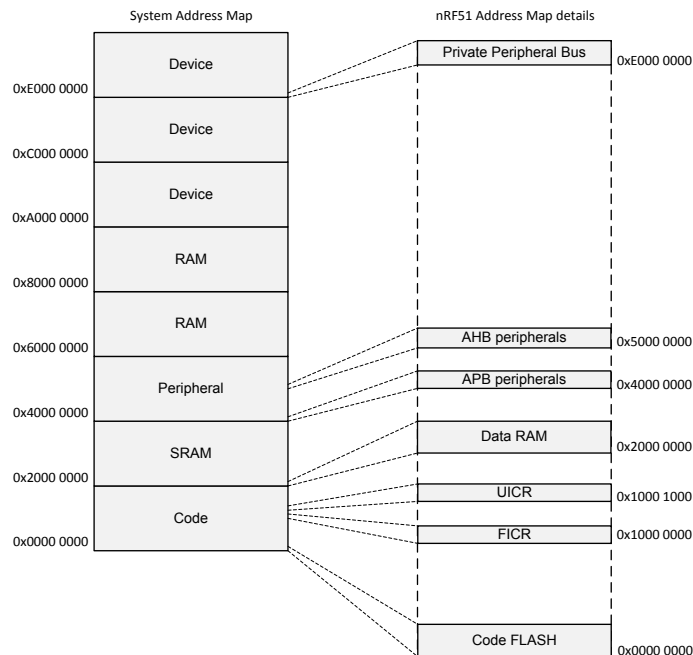 System Address Map
nRF51 Address Map details
Device
Private Peripheral Bus
0xE000 0000
0xE000 0000
Device
0xC000 0000
Device
0xA000 0000
RAM
0x8000 0000
RAM
0x6000 0000
AHB peripherals
0x5000 0000
Peripheral
APB peripherals
0x4000 0000
0x4000 0000
SRAM
Data RAM
0x2000 0000
0x2000 0000
Code
UICR
0x1000 1000
FICR
0x1000 0000
0x0000 0000
Code FLASH
0x0000 0000